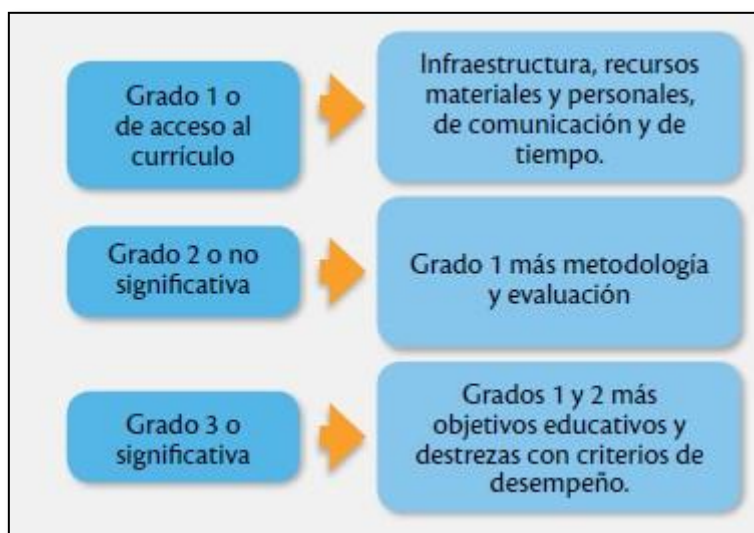 Grado 1 o
de acceso al
currículo
Infraestructura, recursos
materiales y personales,
de comunicación y de
tiempo.
Grado 2 o no
significativa
Grado 1 más metodología
y evaluación
Grado 3 o
significativa
Grados 1 y 2 más
objetivos educativos y
destrezas con criterios de
desempeño.